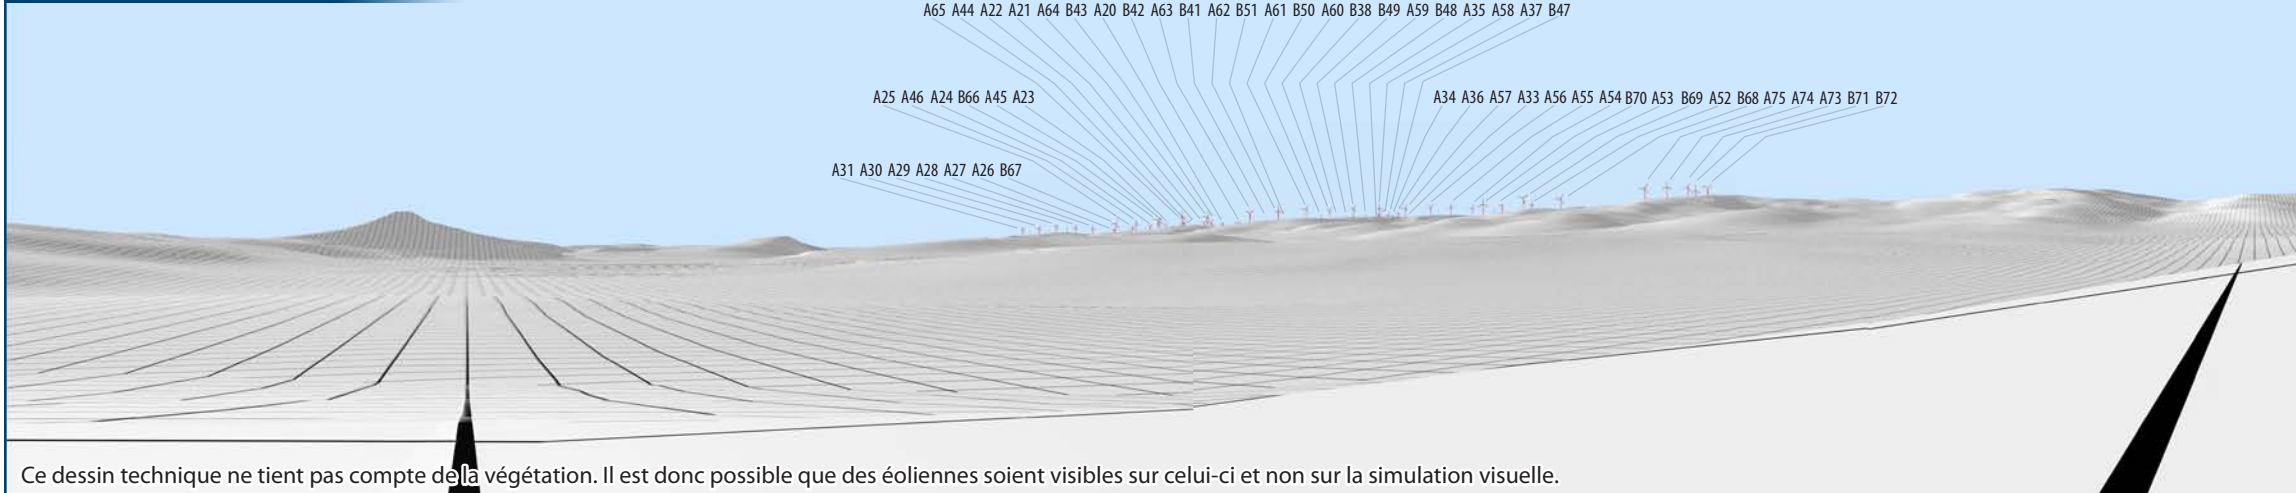 A65 A44 A22 A21 A64 B43 A20 B42 A63 B41 A62 B51 A61 B50 A60 B38 B49 A59 B48 A35 A58 A37 B47
A25 A46 A24 B66 A45 A23
A34 A36 A57 A33 A56 A55 A54 B70 A53 B69 A52 B68 A75 A74 A73 B71 B72
A31 A30 A29 A28 A27 A26 B67
Ce dessin technique ne tient pas compte de la végétation. Il est donc possible que des éoliennes soient visibles sur celui-ci et non sur la simulation visuelle.